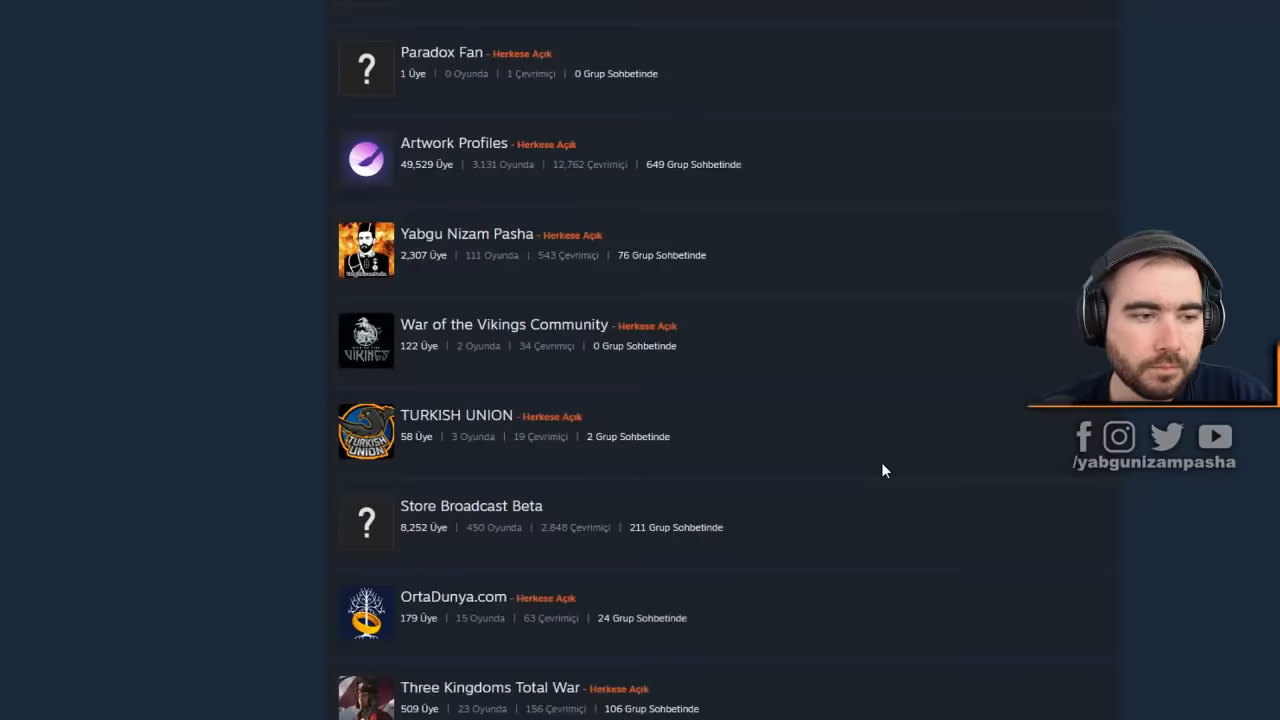 Paradox Fan - Herkese Açık
1 Üye | 0 Oyunda | 1 Çevrimiçi | 0 Grup Sohbetinde
Artwork Profiles - Herkese Açık
49,529 Üye | 3,131 Oyunda | 12,762 Çevrimiçi | 649 Grup Sohbetinde
Yabgu Nizam Pasha - Herkese Açık
2,307 Üye | 111 Oyunda | 543 Çevrimiçi | 76 Grup Sohbetinde
War of the Vikings Community - Herkese Açık
122 Üye | 2 Oyunda | 34 Çevrimiçi | 0 Grup Sohbetinde
VIKINGS
TURKISH UNION - Herkese Açık
58 Üye | 3 Oyunda | 19 Çevrimiçi | 2 Grup Sohbetinde
TURKISH
UNION
/yabgunizampasha
Store Broadcast Beta
8,252 Üye | 450 Oyunda | 2,848 Çevrimiçi | 211 Grup Sohbetinde
OrtaDunya.com - Herkese Açık
179 Üye | 15 Oyunda | 63 Çevrimiçi | 24 Grup Sohbetinde
Three Kingdoms Total War - Herkese Açık
509 Üye | 23 Oyunda | 156 Çevrimiçi | 106 Grup Sohbetinde